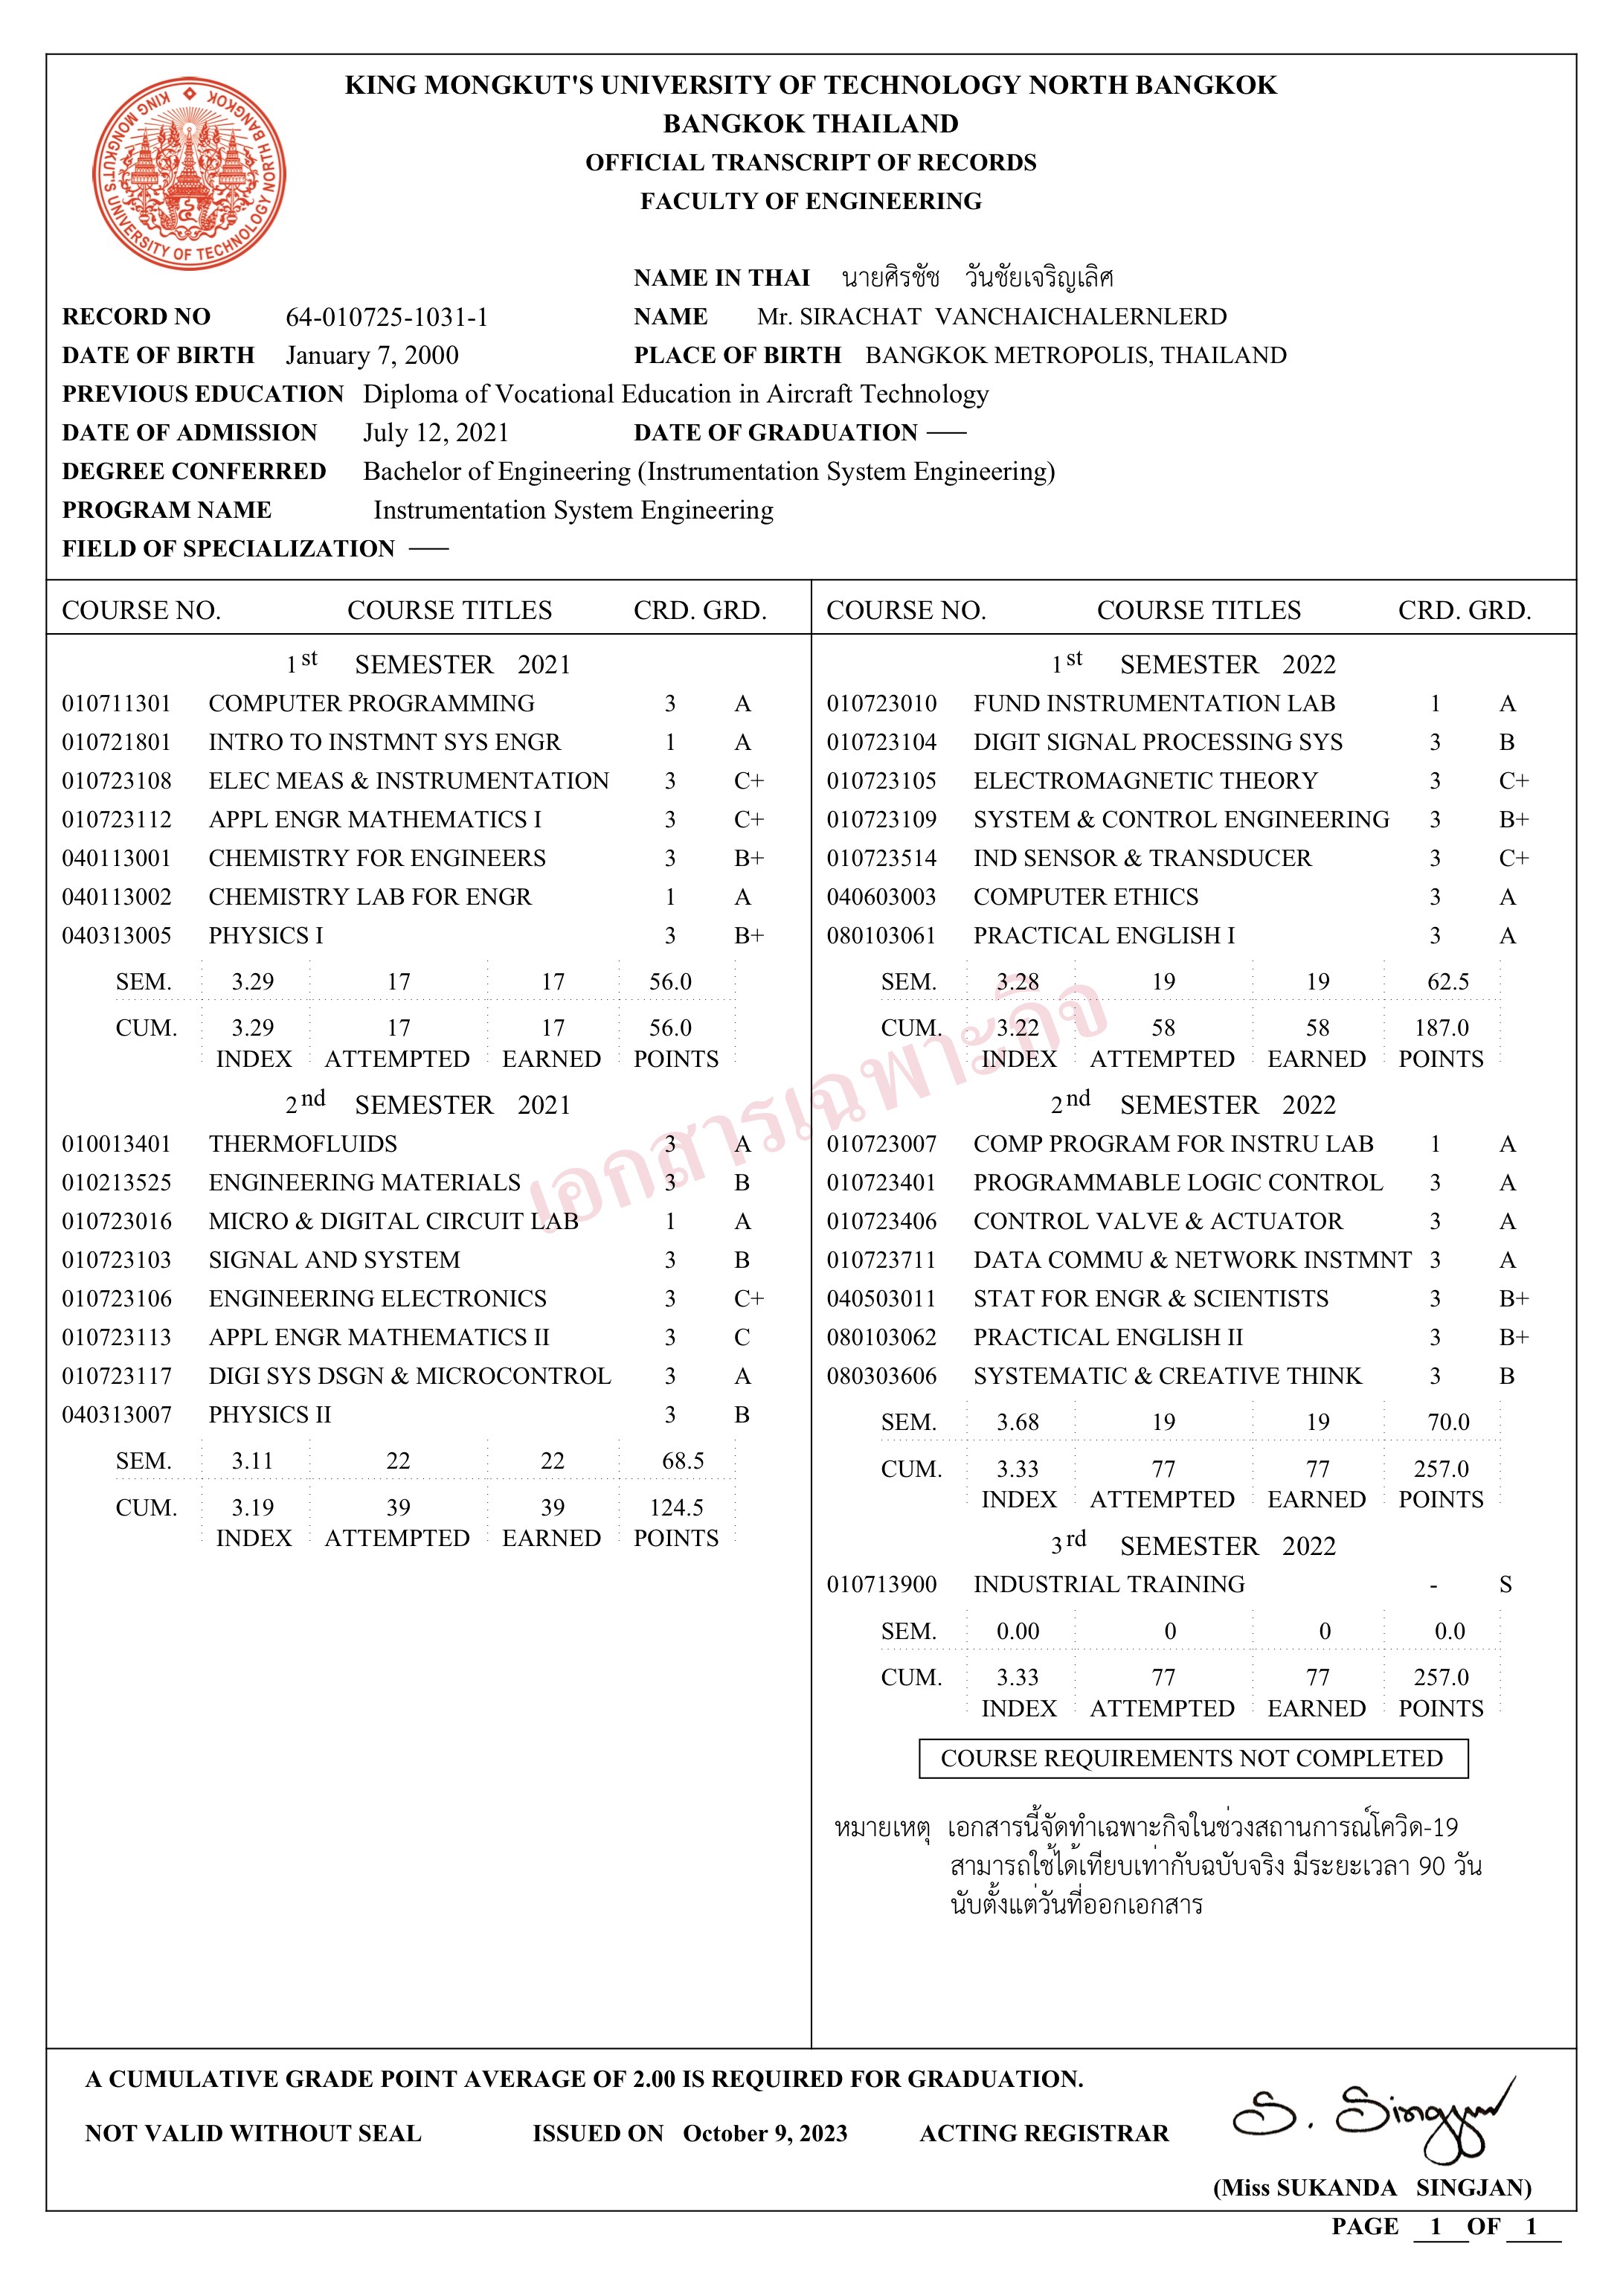 KING MONGKUT'S UNIVERSITY OF TECHNOLOGY NORTH BANGKOK
KING MONGKUT'S UNIVERSITY OF TECHNOLOGY NORTH BANGKOK
BANGKOK THAILAND
OFFICIAL TRANSCRIPT OF RECORDS
FACULTY OF ENGINEERING
NAME IN THAI นายศิรชัช วันชัยเจริญเลิศ
RECORD NO 64-010725-1031-1 NAME Mr. SIRACHAT VANCHAICHALERNLERD
DATE OF BIRTH January 7, 2000 PLACE OF BIRTH BANGKOK METROPOLIS, THAILAND
PREVIOUS EDUCATION Diploma of Vocational Education in Aircraft Technology
DATE OF ADMISSION July 12, 2021 DATE OF GRADUATION ——
DEGREE CONFERRED Bachelor of Engineering (Instrumentation System Engineering)
PROGRAM NAME Instrumentation System Engineering
FIELD OF SPECIALIZATION ——
COURSE NO. COURSE TITLES CRD. GRD.
1st SEMESTER 2021
010711301 COMPUTER PROGRAMMING 3 A
010721801 INTRO TO INSTMNT SYS ENGR 1 A
010723108 ELEC MEAS & INSTRUMENTATION 3 C+
010723112 APPL ENGR MATHEMATICS I 3 C+
040113001 CHEMISTRY FOR ENGINEERS 3 B+
040113002 CHEMISTRY LAB FOR ENGR 1 A
040313005 PHYSICS I 3 B+
SEM. 3.29 17 17 56.0
CUM. 3.29 17 17 56.0
INDEX ATTEMPTED EARNED POINTS
2nd SEMESTER 2021
010013401 THERMOFLUIDS 3 A
010213525 ENGINEERING MATERIALS 3 B
010723016 MICRO & DIGITAL CIRCUIT LAB 1 A
010723103 SIGNAL AND SYSTEM 3 B
010723106 ENGINEERING ELECTRONICS 3 C+
010723113 APPL ENGR MATHEMATICS II 3 C
010723117 DIGI SYS DSGN & MICROCONTROL 3 A
040313007 PHYSICS II 3 B
SEM. 3.11 22 22 68.5
CUM. 3.19 39 39 124.5
INDEX ATTEMPTED EARNED POINTS
COURSE NO. COURSE TITLES CRD. GRD.
1st SEMESTER 2022
010723010 FUND INSTRUMENTATION LAB 1 A
010723104 DIGIT SIGNAL PROCESSING SYS 3 B
010723105 ELECTROMAGNETIC THEORY 3 C+
010723109 SYSTEM & CONTROL ENGINEERING 3 B+
010723514 IND SENSOR & TRANSDUCER 3 C+
040603003 COMPUTER ETHICS 3 A
080103061 PRACTICAL ENGLISH I 3 A
SEM. 3.28 19 19 62.5
CUM. 3.22 58 58 187.0
INDEX ATTEMPTED EARNED POINTS
2nd SEMESTER 2022
010723007 COMP PROGRAM FOR INSTRU LAB 1 A
010723401 PROGRAMMABLE LOGIC CONTROL 3 A
010723406 CONTROL VALVE & ACTUATOR 3 A
010723711 DATA COMMU & NETWORK INSTMNT 3 A
040503011 STAT FOR ENGR & SCIENTISTS 3 B+
080103062 PRACTICAL ENGLISH II 3 B+
080303606 SYSTEMATIC & CREATIVE THINK 3 B
SEM. 3.68 19 19 70.0
CUM. 3.33 77 77 257.0
INDEX ATTEMPTED EARNED POINTS
3rd SEMESTER 2022
010713900 INDUSTRIAL TRAINING - S
SEM. 0.00 0 0 0.0
CUM. 3.33 77 77 257.0
INDEX ATTEMPTED EARNED POINTS
COURSE REQUIREMENTS NOT COMPLETED
หมายเหตุ เอกสารนี้จัดทำเฉพาะกิจในช่วงสถานการณ์โควิด-19
สามารถใช้ได้เทียบเท่ากับฉบับจริง มีระยะเวลา 90 วัน
นับตั้งแต่วันที่ออกเอกสาร
เอกสารเฉพาะกิจ
A CUMULATIVE GRADE POINT AVERAGE OF 2.00 IS REQUIRED FOR GRADUATION.
NOT VALID WITHOUT SEAL ISSUED ON October 9, 2023 ACTING REGISTRAR S. Singjan
(Miss SUKANDA SINGJAN)
PAGE 1 OF 1